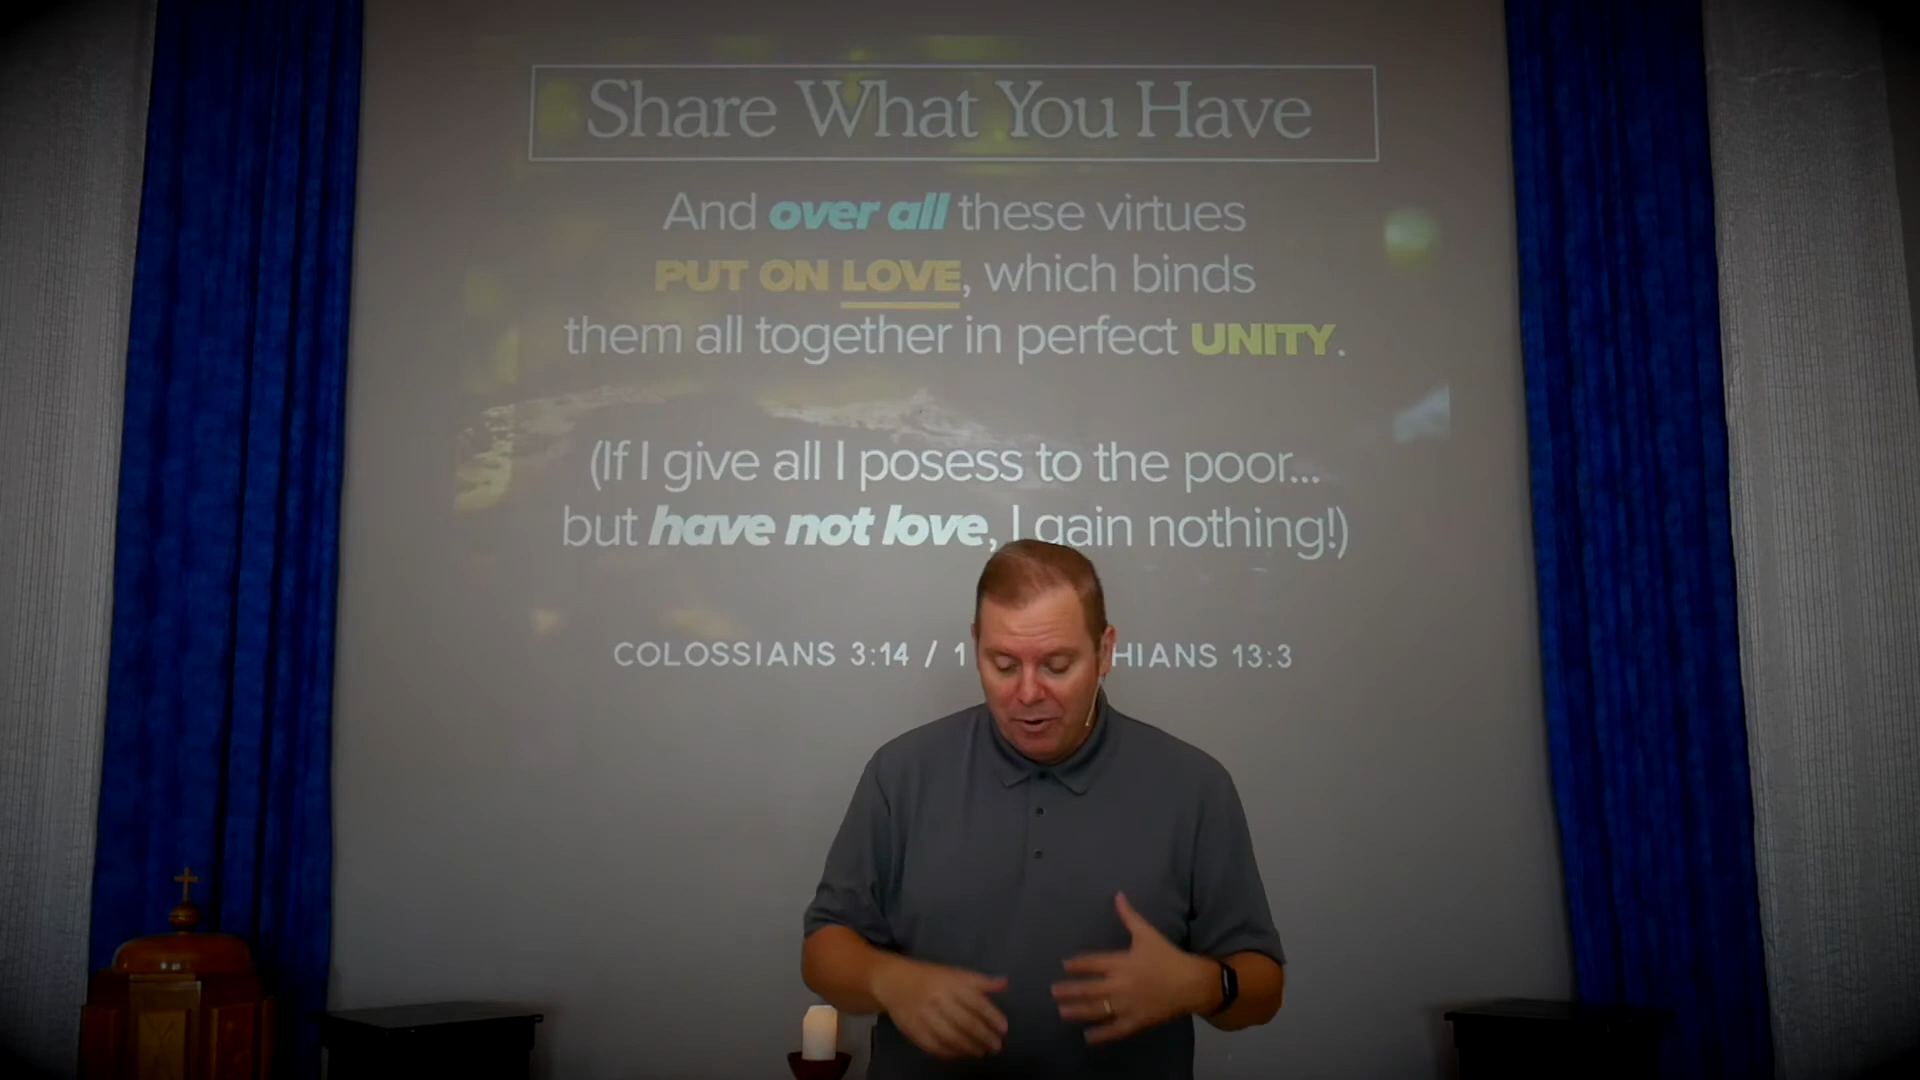 Share What You Have
And over all these virtues
PUT ON LOVE, which binds
them all together in perfect UNITY.
(If I give all I posess to the poor...
but have not love, I gain nothing!)
COLOSSIANS 3:14 / 1 HIANS 13:3